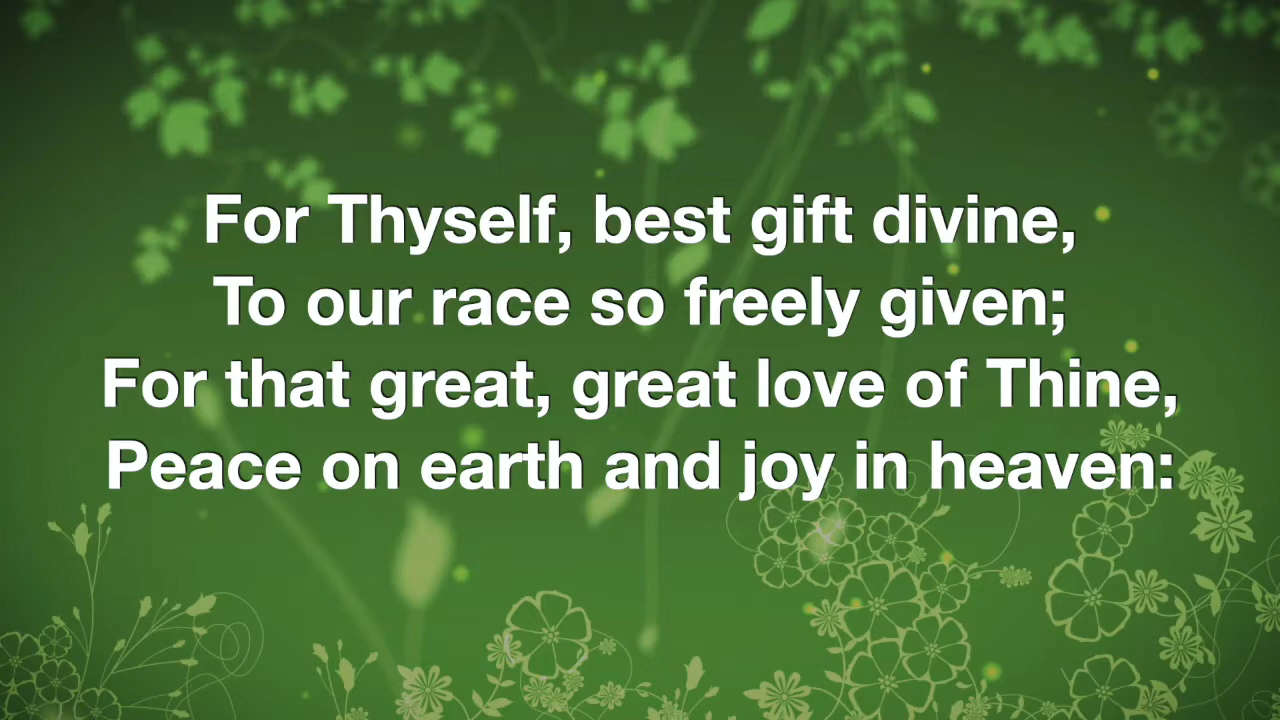 For Thyself, best gift divine,
To our race so freely given;
For that great, great love of Thine,
Peace on earth and joy in heaven: